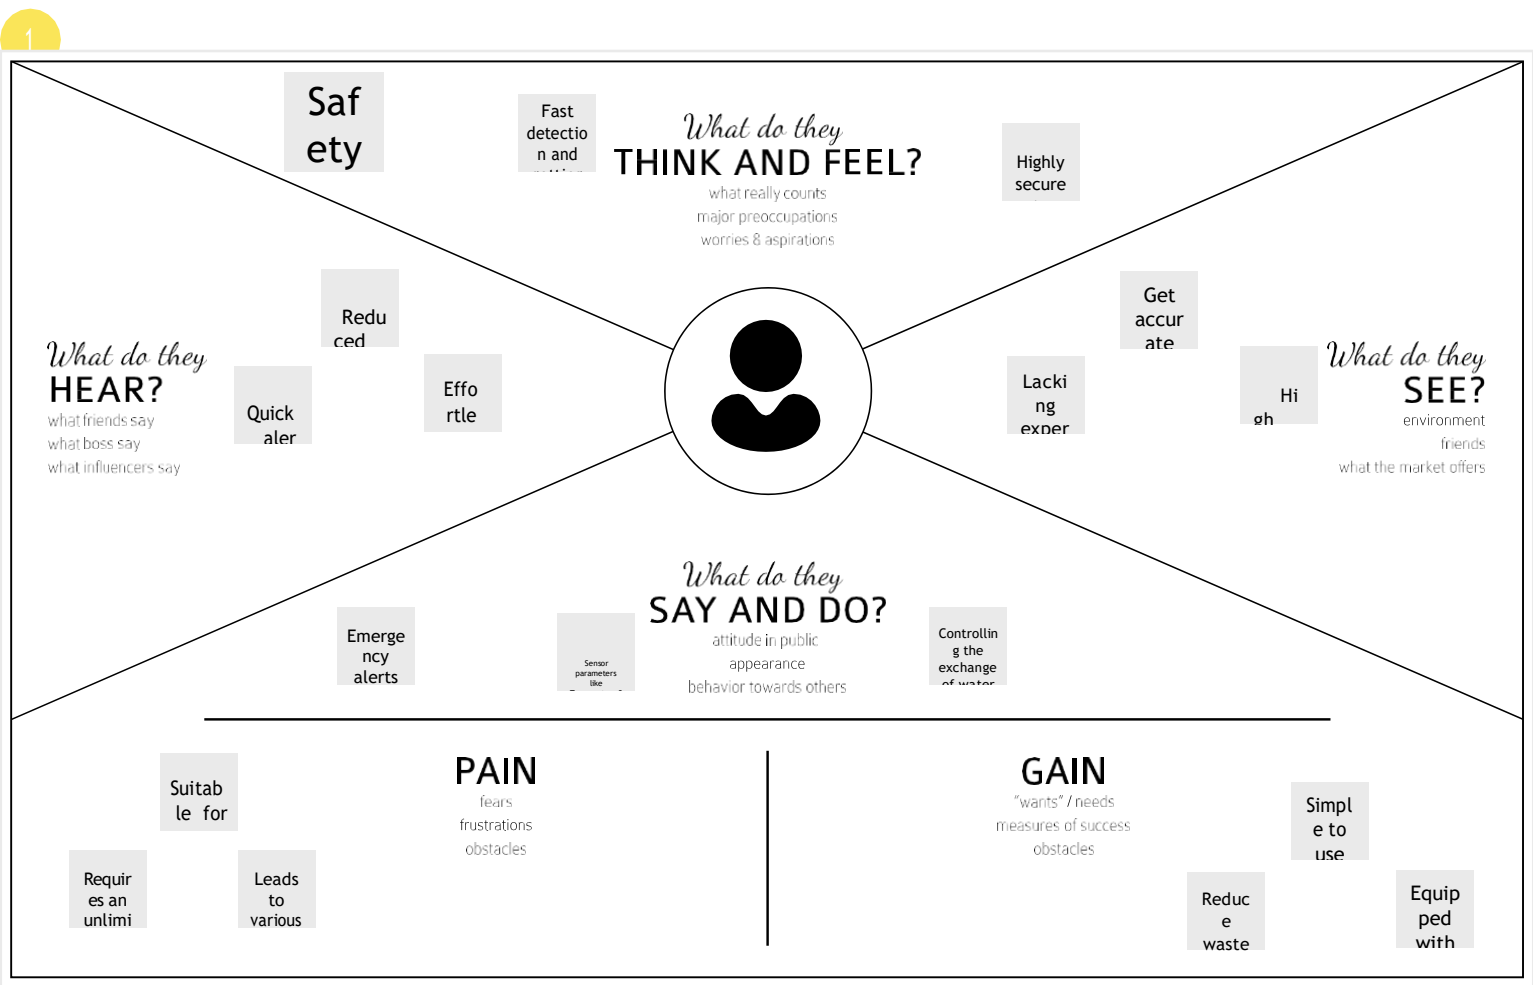 1
Saf
ety
Fast
detectio
n and
What do they
THINK AND FEEL?
what really counts
major preoccupations
worries & aspirations
Highly
secure
Redu
ced
What do they
HEAR?
what friends say
what boss say
what influencers say
Quick
aler
Effo
rtle
Get
accur
ate
Lacki
ng
exper
Hi
gh
What do they
SEE?
environment
friends
what the market offers
What do they
SAY AND DO?
attitude in public
appearance
behavior towards others
Emerge
ncy
alerts
Sensor
parameters
like
Controllin
g the
exchange
of water
PAIN
fears
frustrations
obstacles
Suitab
le for
Requir
es an
unlimi
Leads
to
various
GAIN
"wants" / needs
measures of success
obstacles
Simpl
e to
use
Reduc
e
waste
Equip
ped
with